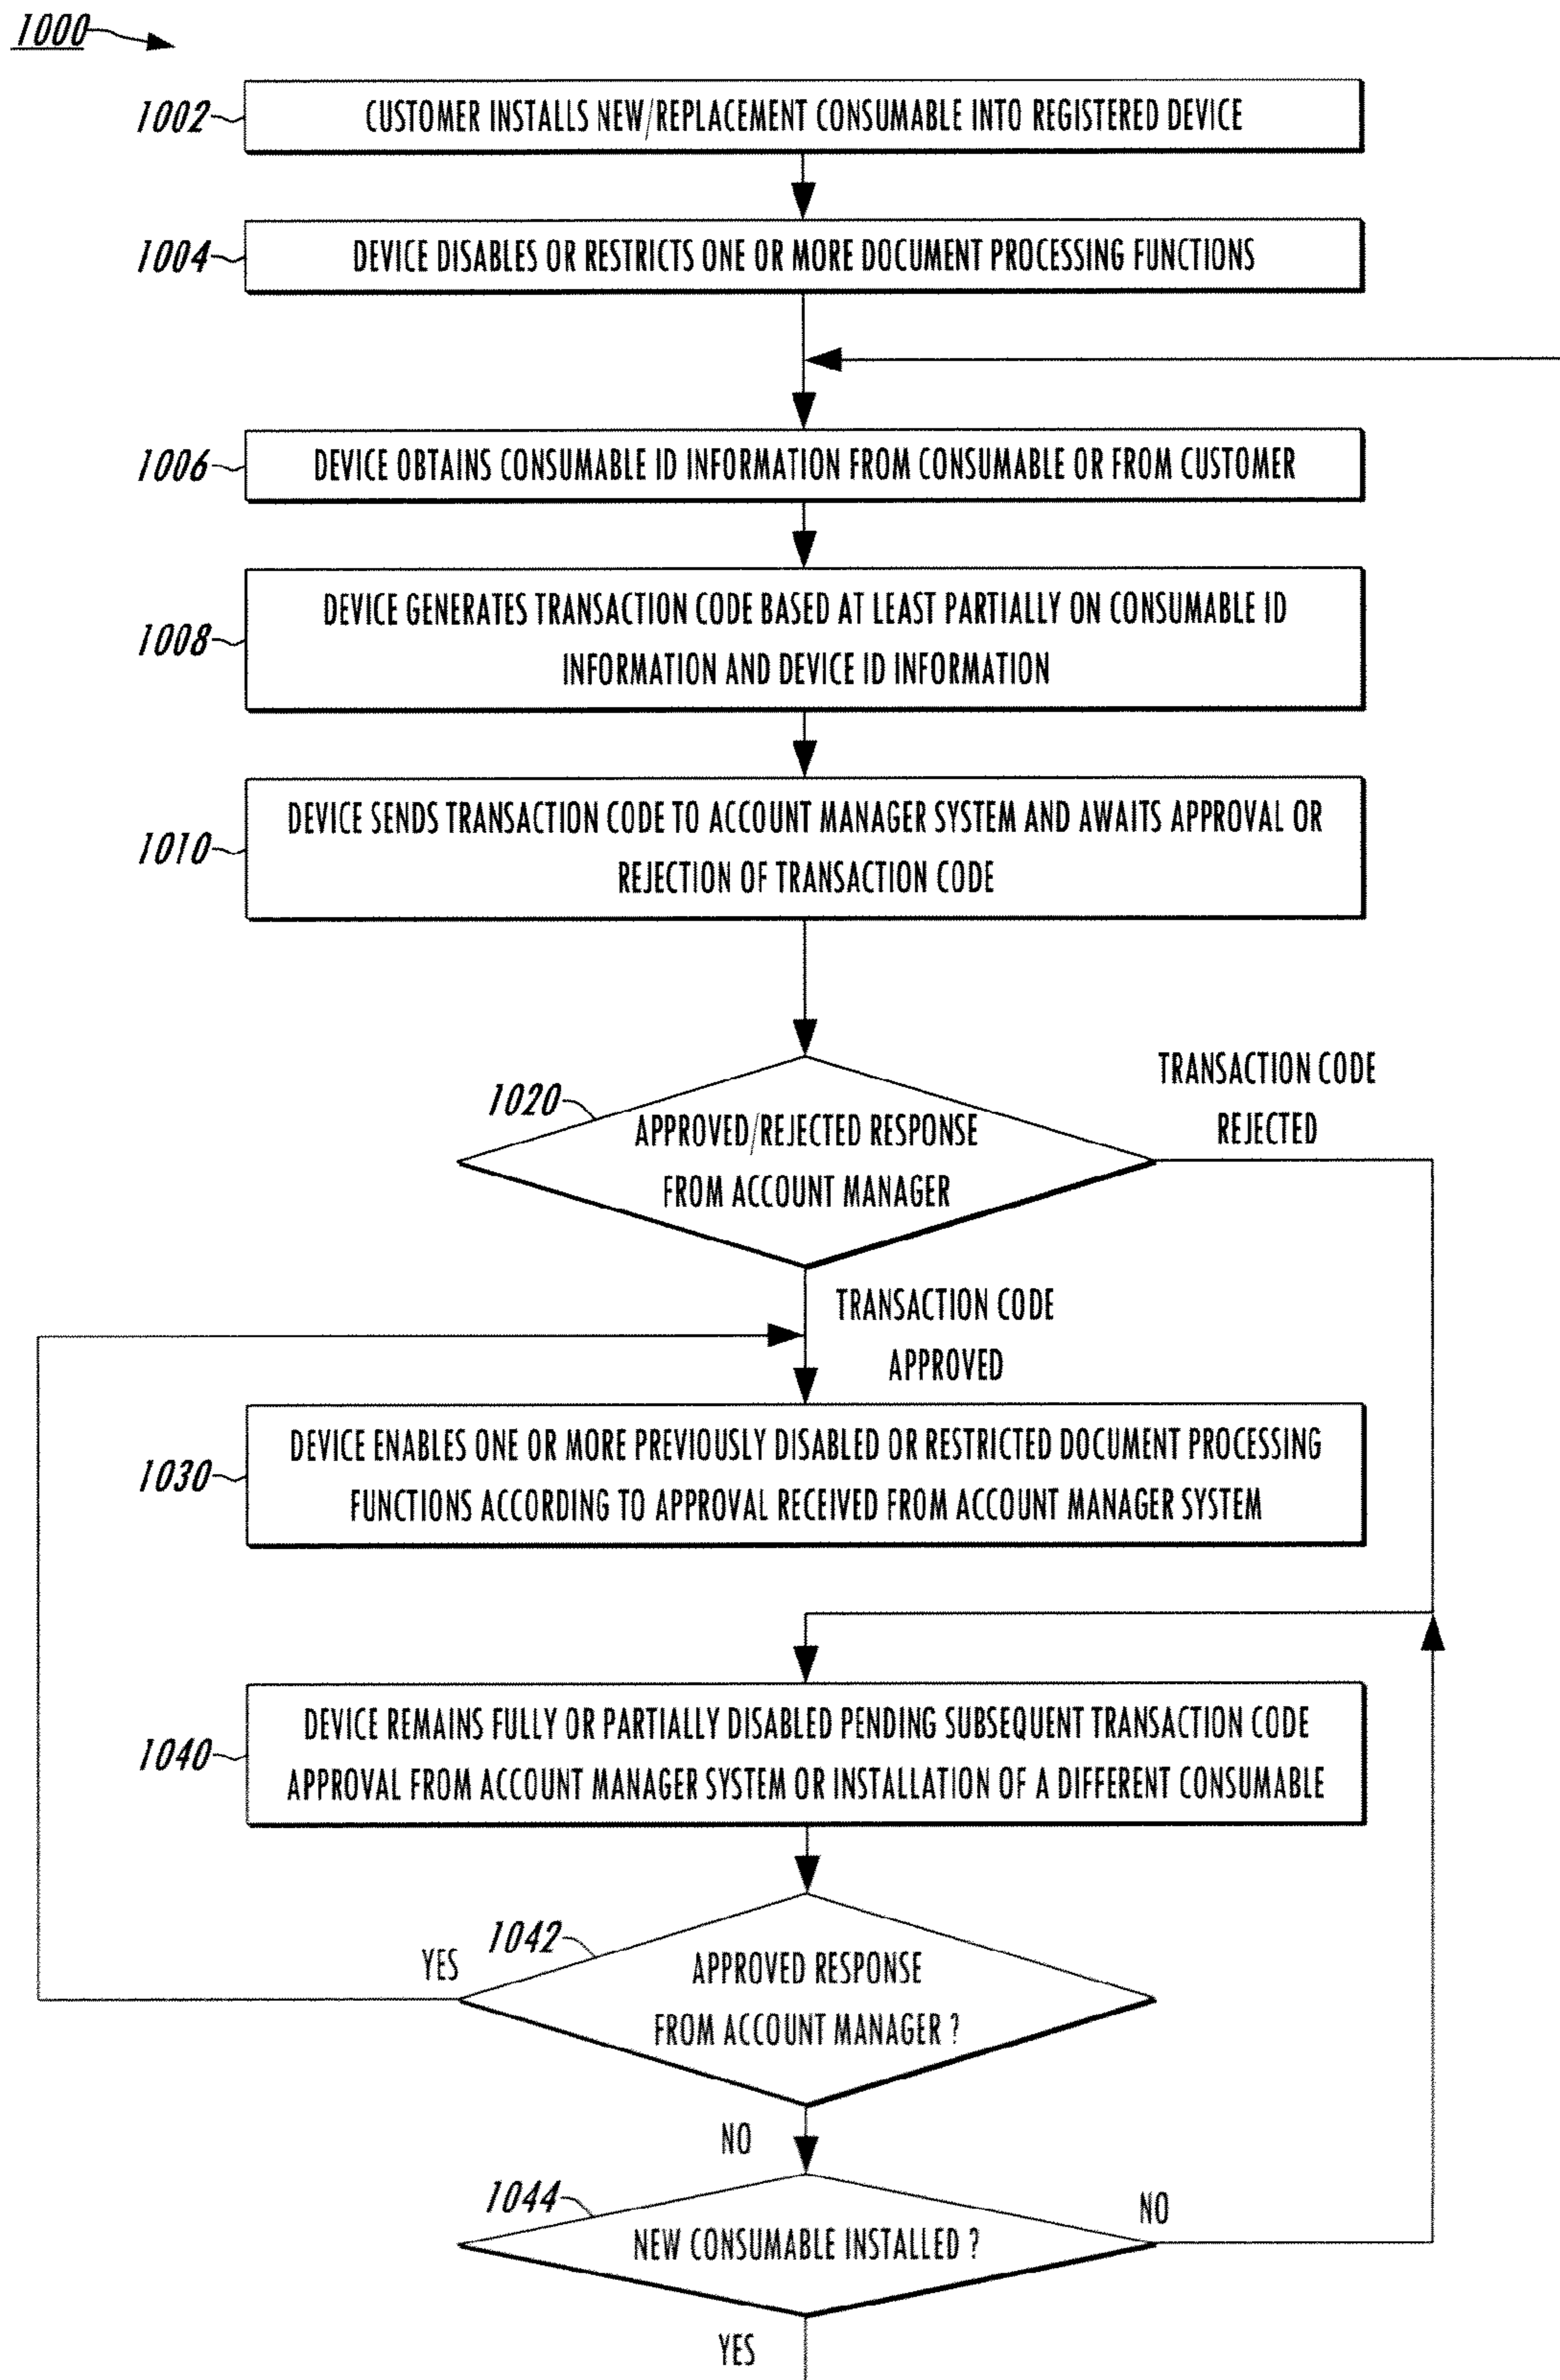 1000
1002
CUSTOMER INSTALLS NEW/REPLACEMENT CONSUMABLE INTO REGISTERED DEVICE
1004
DEVICE DISABLES OR RESTRICTS ONE OR MORE DOCUMENT PROCESSING FUNCTIONS
1006
DEVICE OBTAINS CONSUMABLE ID INFORMATION FROM CONSUMABLE OR FROM CUSTOMER
1008
DEVICE GENERATES TRANSACTION CODE BASED AT LEAST PARTIALLY ON CONSUMABLE ID
INFORMATION AND DEVICE ID INFORMATION
1010
DEVICE SENDS TRANSACTION CODE TO ACCOUNT MANAGER SYSTEM AND AWAITS APPROVAL OR
REJECTION OF TRANSACTION CODE
1020
APPROVED/REJECTED RESPONSE
FROM ACCOUNT MANAGER
TRANSACTION CODE
REJECTED
TRANSACTION CODE
APPROVED
1030
DEVICE ENABLES ONE OR MORE PREVIOUSLY DISABLED OR RESTRICTED DOCUMENT PROCESSING
FUNCTIONS ACCORDING TO APPROVAL RECEIVED FROM ACCOUNT MANAGER SYSTEM
1040
DEVICE REMAINS FULLY OR PARTIALLY DISABLED PENDING SUBSEQUENT TRANSACTION CODE
APPROVAL FROM ACCOUNT MANAGER SYSTEM OR INSTALLATION OF A DIFFERENT CONSUMABLE
YES
1042
APPROVED RESPONSE
FROM ACCOUNT MANAGER ?
NO
1044
NEW CONSUMABLE INSTALLED ?
NO
YES